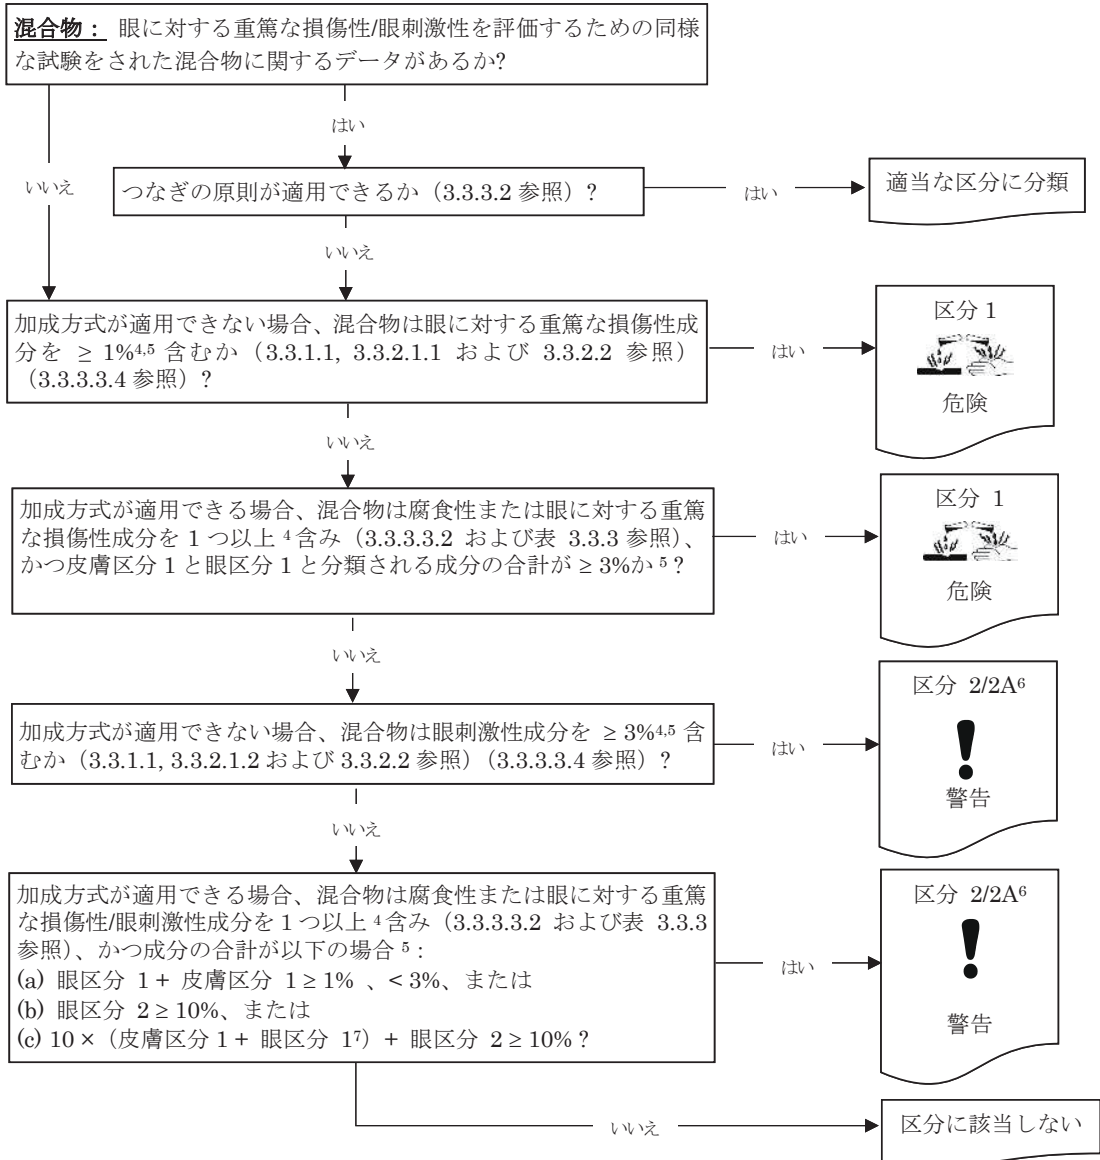 混合物： 眼に対する重篤な損傷性/眼刺激性を評価するための同様
な試験をされた混合物に関するデータがあるか?
はい
いいえ
つなぎの原則が適用できるか（3.3.3.2 参照）?
はい
適当な区分に分類
いいえ
加成方式が適用できない場合、混合物は眼に対する重篤な損傷性成
分を ≥ 1%4,5 含むか（3.3.1.1, 3.3.2.1.1 および 3.3.2.2 参照）
（3.3.3.3.4 参照）?
はい
区分 1
危険
いいえ
加成方式が適用できる場合、混合物は腐食性または眼に対する重篤
な損傷性成分を 1 つ以上 4 含み（3.3.3.3.2 および表 3.3.3 参照）、
かつ皮膚区分 1 と眼区分 1 と分類される成分の合計が ≥ 3%か 5 ?
はい
区分 1
危険
いいえ
加成方式が適用できない場合、混合物は眼刺激性成分を ≥ 3%4,5 含
むか（3.3.1.1, 3.3.2.1.2 および 3.3.2.2 参照）（3.3.3.3.4 参照）?
はい
区分 2/2A6
!
警告
いいえ
加成方式が適用できる場合、混合物は腐食性または眼に対する重篤
な損傷性/眼刺激性成分を 1 つ以上 4 含み（3.3.3.3.2 および表 3.3.3
参照）、かつ成分の合計が以下の場合 5 :
(a) 眼区分 1 + 皮膚区分 1 ≥ 1% 、< 3%、または
(b) 眼区分 2 ≥ 10%、または
(c) 10 ×（皮膚区分 1 + 眼区分 17）+ 眼区分 2 ≥ 10% ?
はい
区分 2/2A6
!
警告
いいえ
区分に該当しない